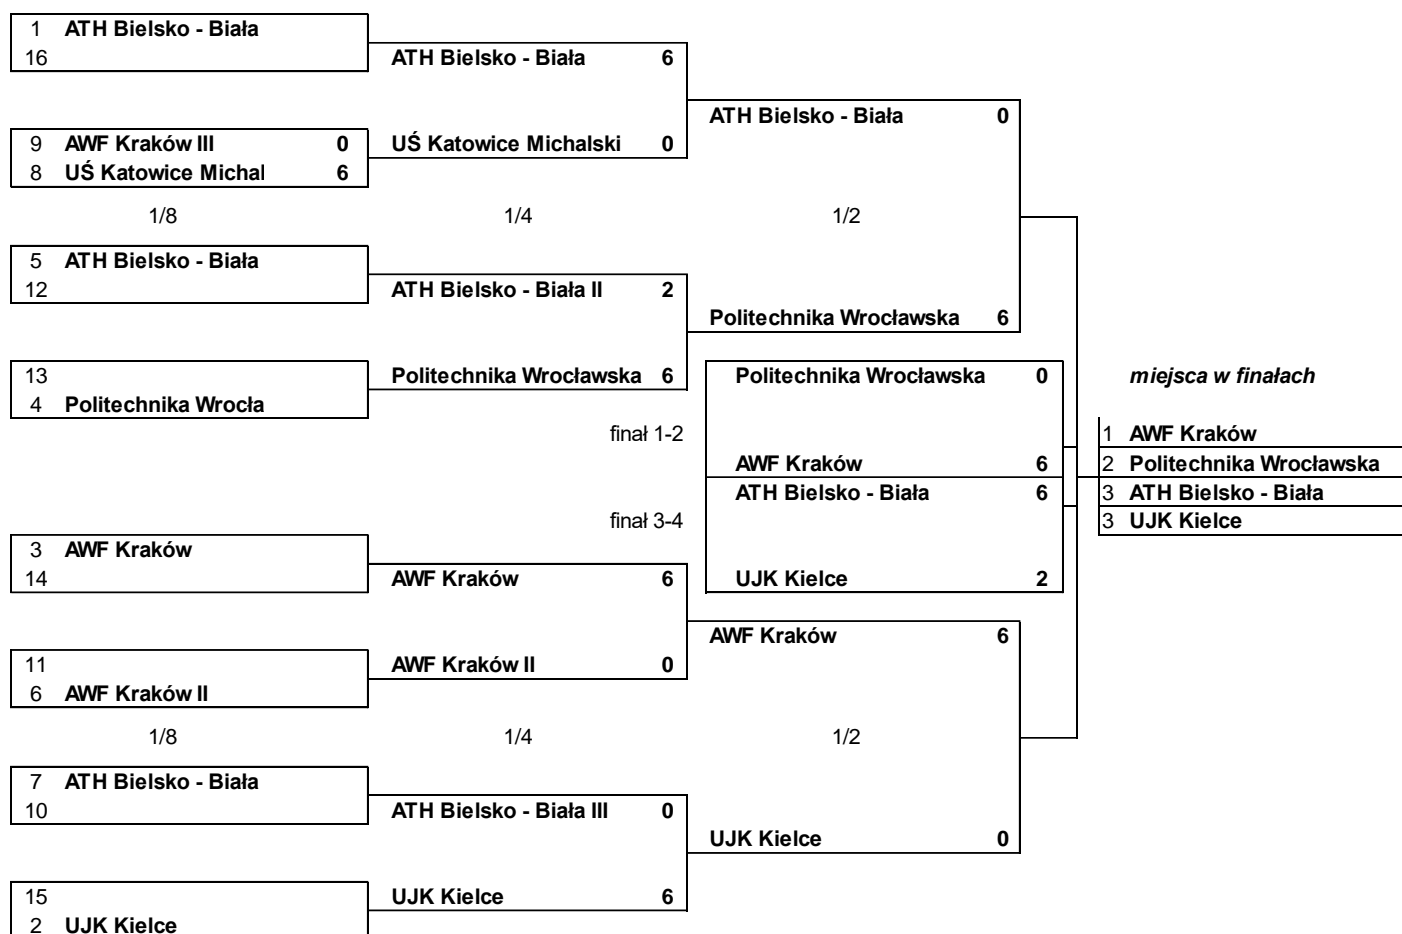 1 ATH Bielsko - Biała
16 ATH Bielsko - Biała 6
ATH Bielsko - Biała 0
9 AWF Kraków III 0 UŚ Katowice Michalski 0
8 UŚ Katowice Michal 6
1/8 1/4 1/2
5 ATH Bielsko - Biała
12 ATH Bielsko - Biała II 2
Politechnika Wrocławska 6
13 Politechnika Wrocławska 6 Politechnika Wrocławska 0 miejsca w finałach
4 Politechnika Wrocła
finał 1-2 1 AWF Kraków
AWF Kraków 6 2 Politechnika Wrocławska
ATH Bielsko - Biała 6 3 ATH Bielsko - Biała
finał 3-4 3 UJK Kielce
3 AWF Kraków
14 AWF Kraków 6 UJK Kielce 2
AWF Kraków 6
11 AWF Kraków II 0
6 AWF Kraków II
1/8 1/4 1/2
7 ATH Bielsko - Biała
10 ATH Bielsko - Biała III 0
UJK Kielce 0
15 UJK Kielce 6
2 UJK Kielce